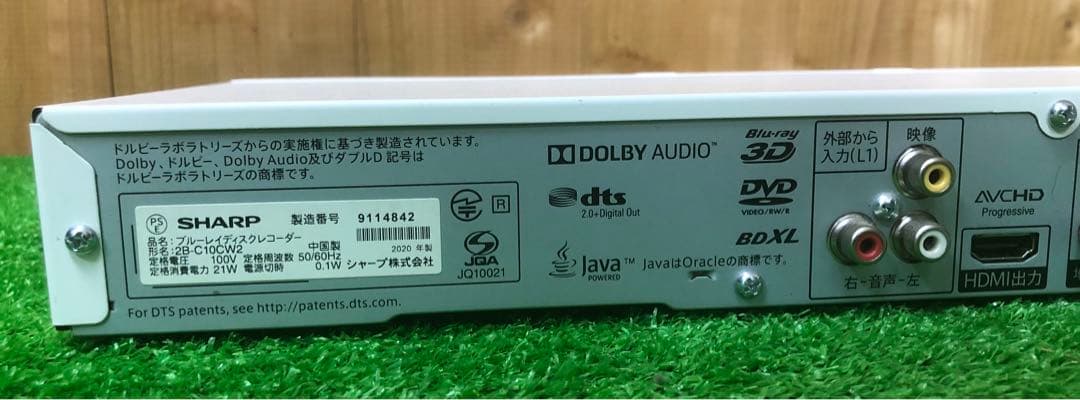 ドルビーラボラトリーズからの実施権に基づき製造されています。
Dolby、ドルビー、Dolby Audio及びダブルD 記号は
ドルビーラボラトリーズの商標です。
PS
E
SHARP 製造番号 9114842
品名：ブルーレイディスクレコーダー
形名：2B-C10CW2 中国製 2020 年製
定格電圧 100V 定格周波数 50/60Hz
定格消費電力 21W 電源切時 0.1W シャープ株式会社
R
JQA
JQ10021
For DTS patents, see http://patents.dts.com.
DOLBY AUDIO™
dts
2.0+Digital Out
Java™
POWERED
JavaはOracleの商標です。
Blu-ray
3D
DVD
VIDEO/RW/R
BDXL
外部から
入力(L1)
映像
右-音声-左
AVCHD
Progressive
HDMI出力